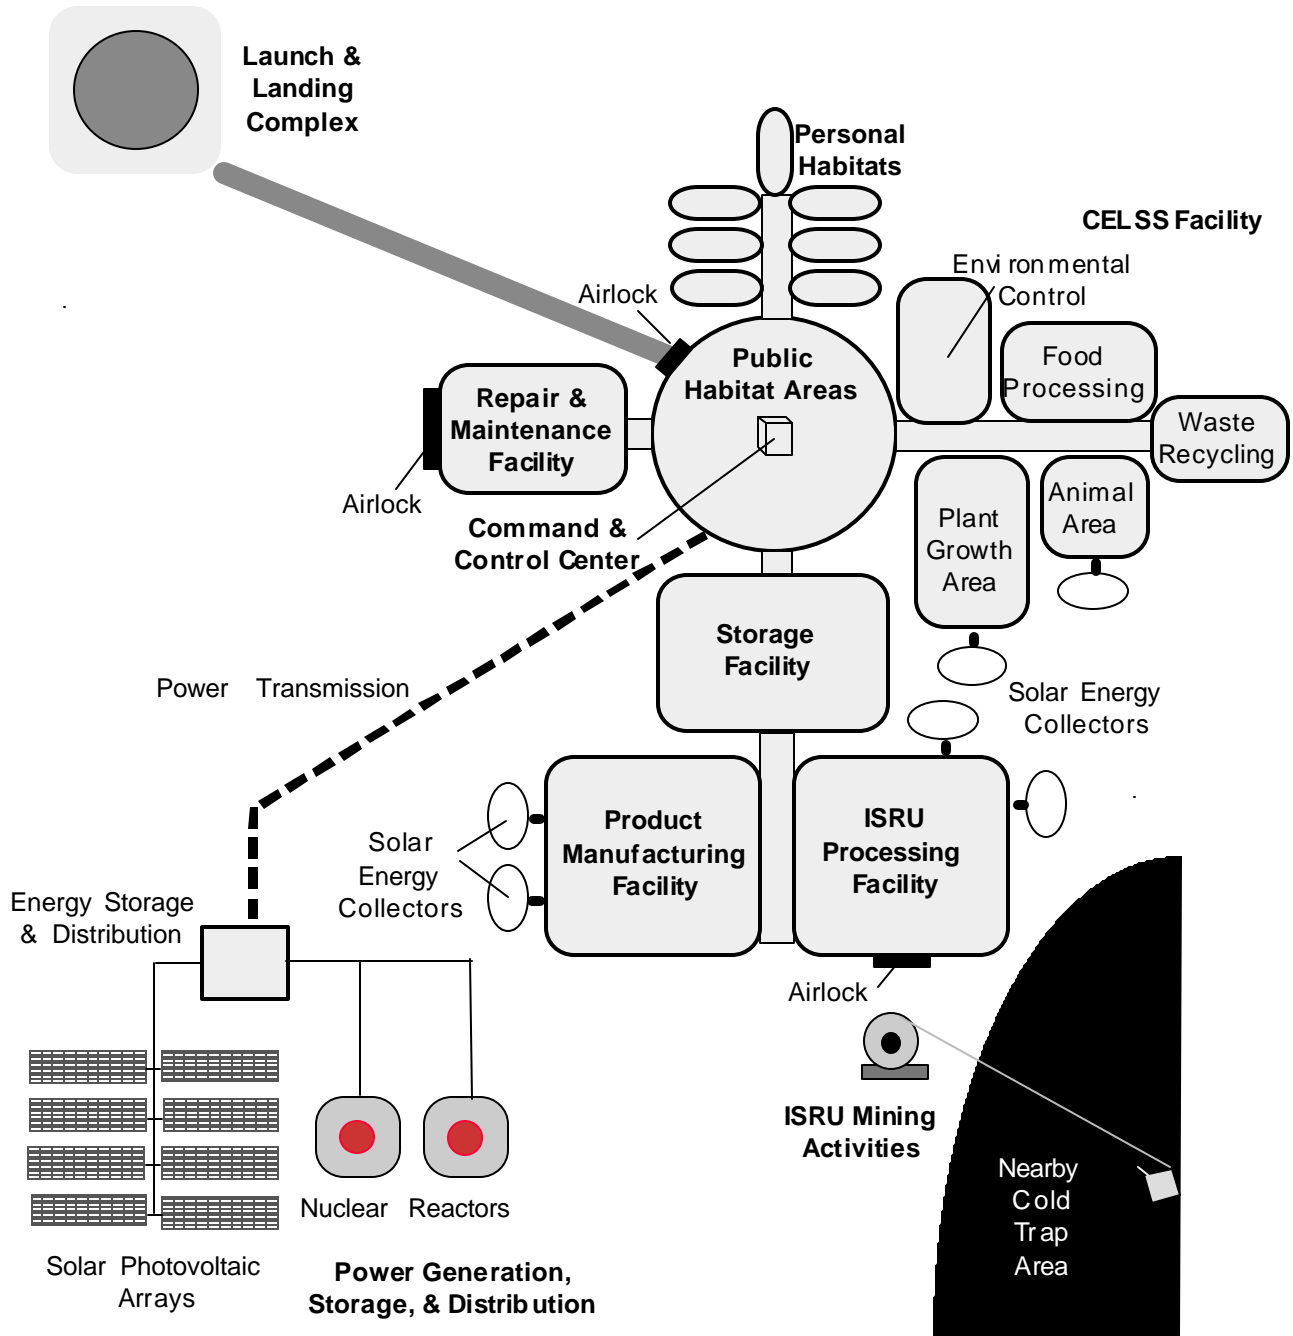 Launch &
Landing
Complex
Personal
Habitats
CELSS Facility
Environmental
Control
Airlock
Public
Habitat Areas
Food
Processing
Repair &
Maintenance
Facility
Waste
Recycling
Airlock
Animal
Area
Plant
Growth
Area
Command &
Control Center
Storage
Facility
Power Transmission
Solar Energy
Collectors
Product
Manufacturing
Facility
ISRU
Processing
Facility
Solar
Energy
Collectors
Energy Storage
& Distribution
Airlock
ISRU Mining
Activities
Nearby
Cold
Trap
Area
Nuclear Reactors
Solar Photovoltaic
Arrays
Power Generation,
Storage, & Distribution